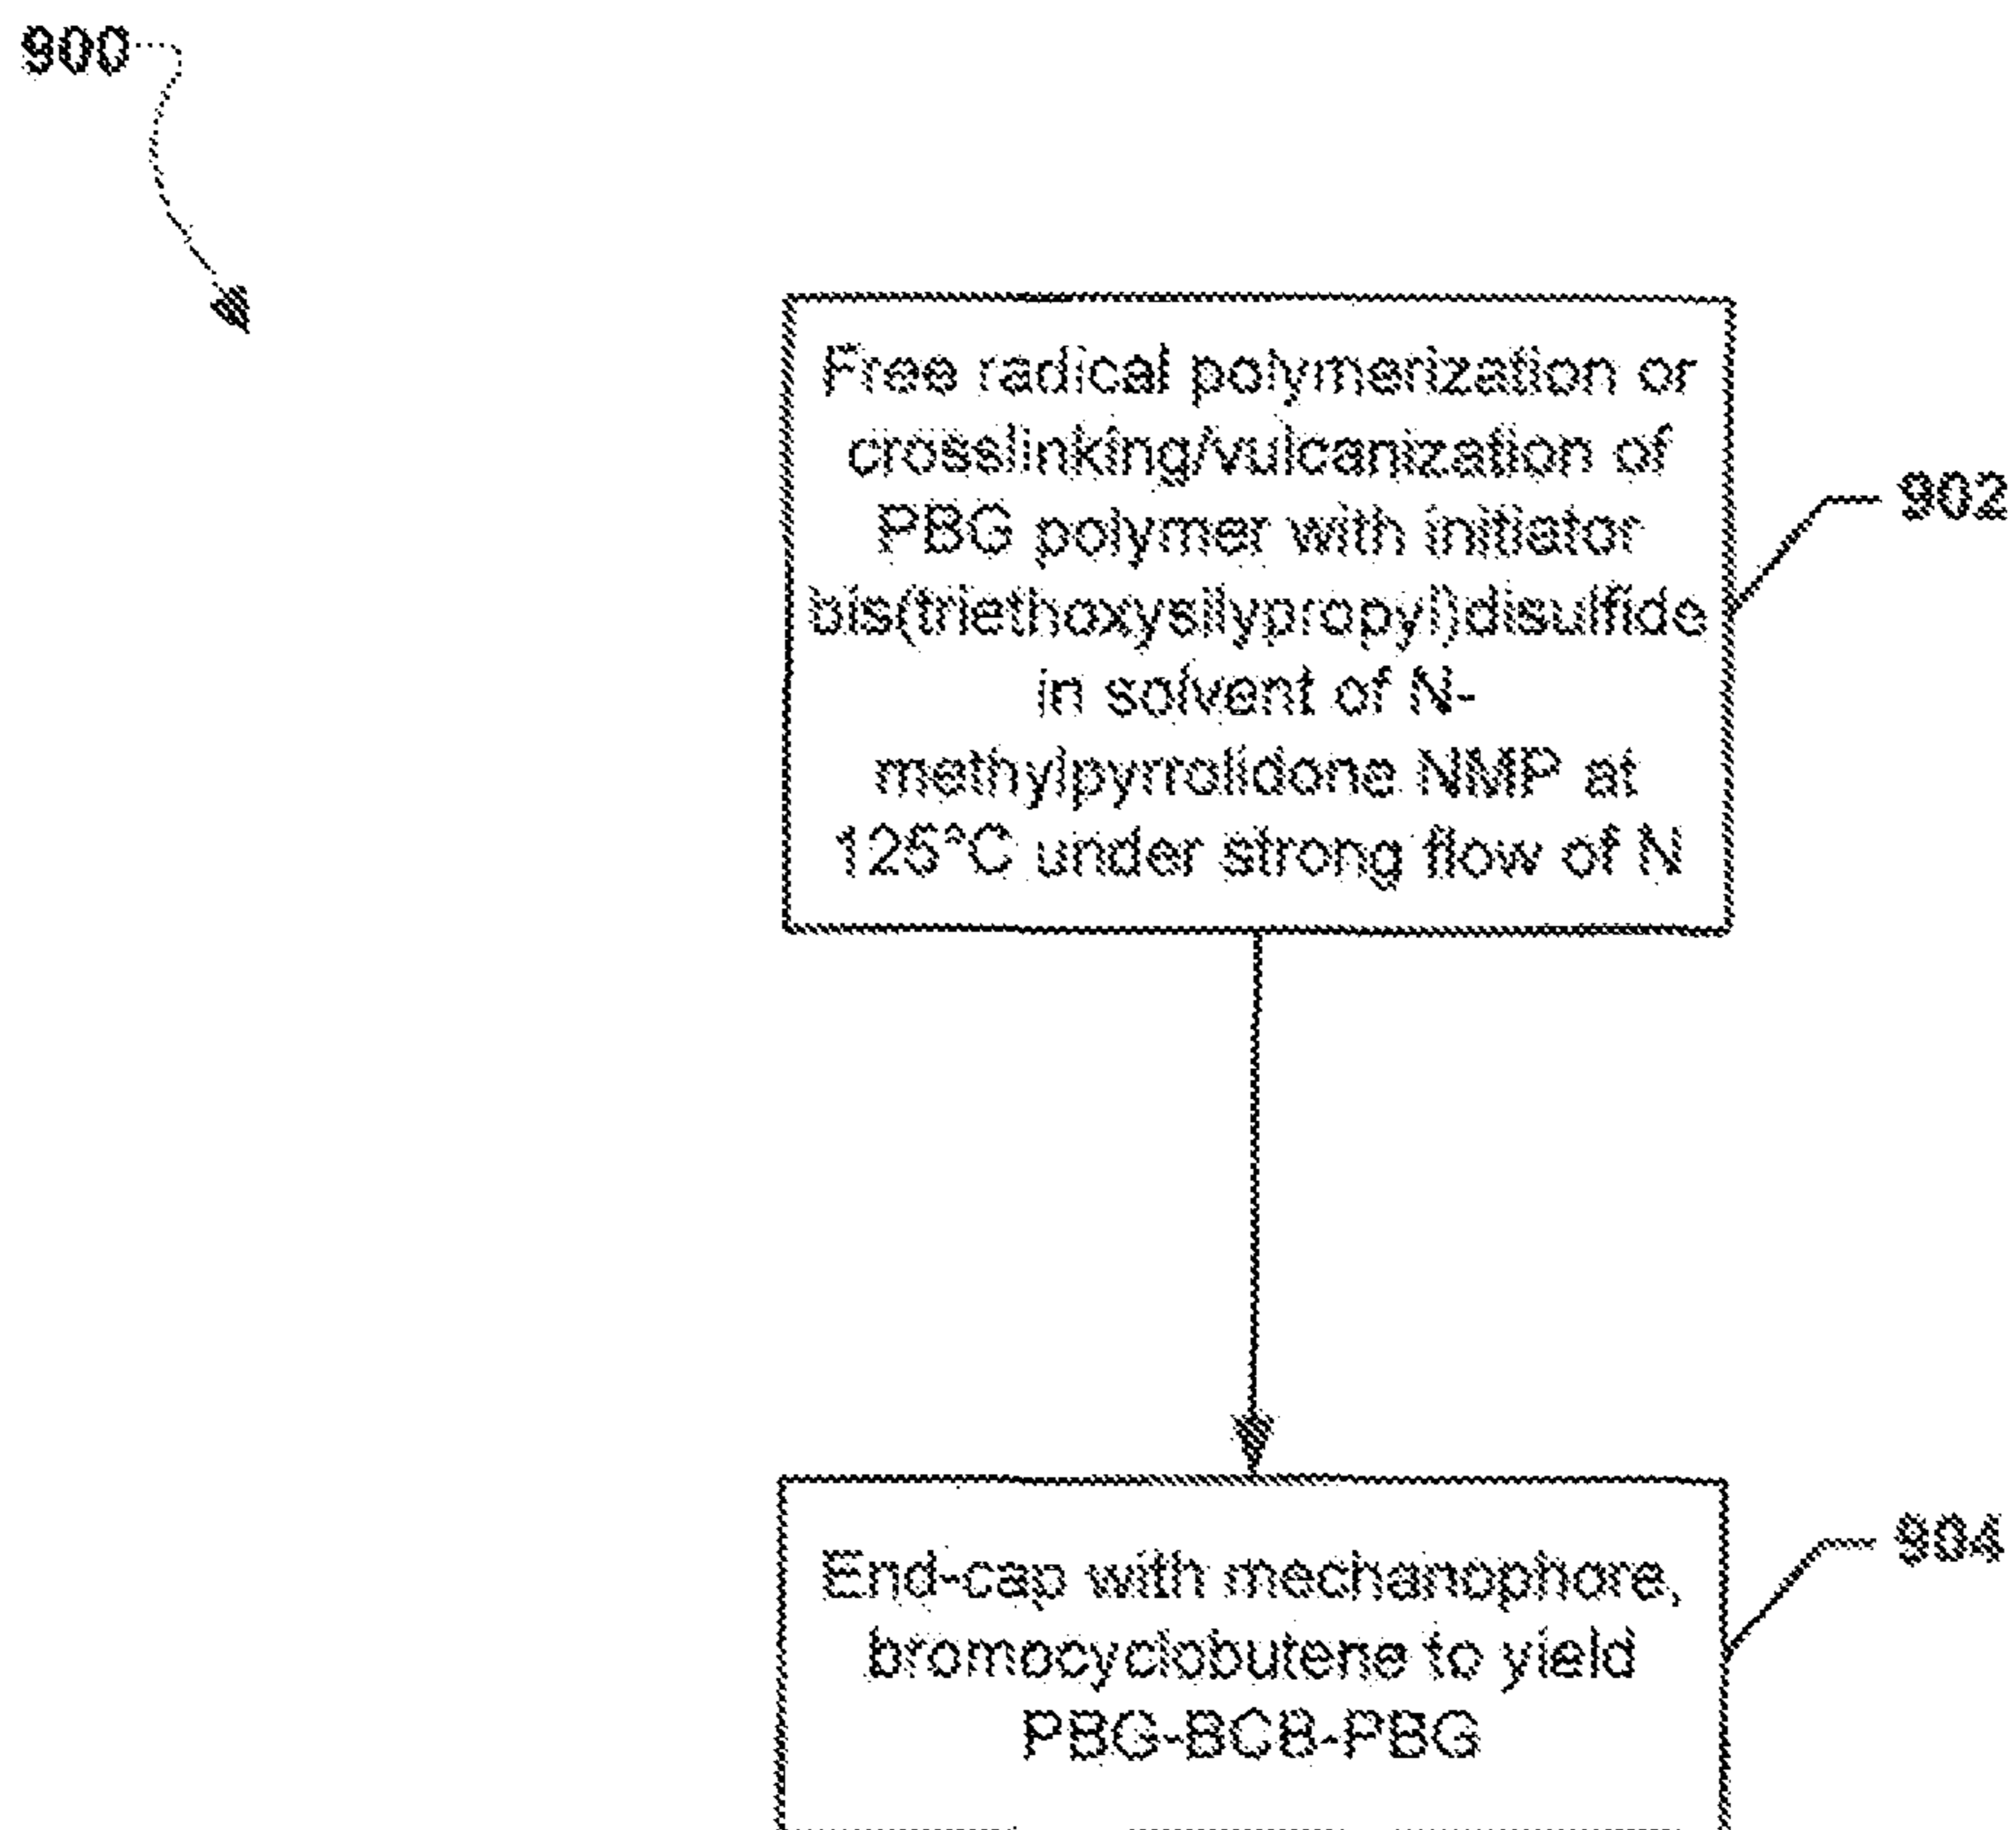 900
Free radical polymerization or
crosslinking/vulcanization of
PBG polymer with initiator
bis(triethoxysilypropyl)disulfide
in solvent of N-
methylpyrrolidone NMP at
125°C under strong flow of N
902
End-cap with mechanophore,
bromocyclobutene to yield
PBG-BCB-PBG
904